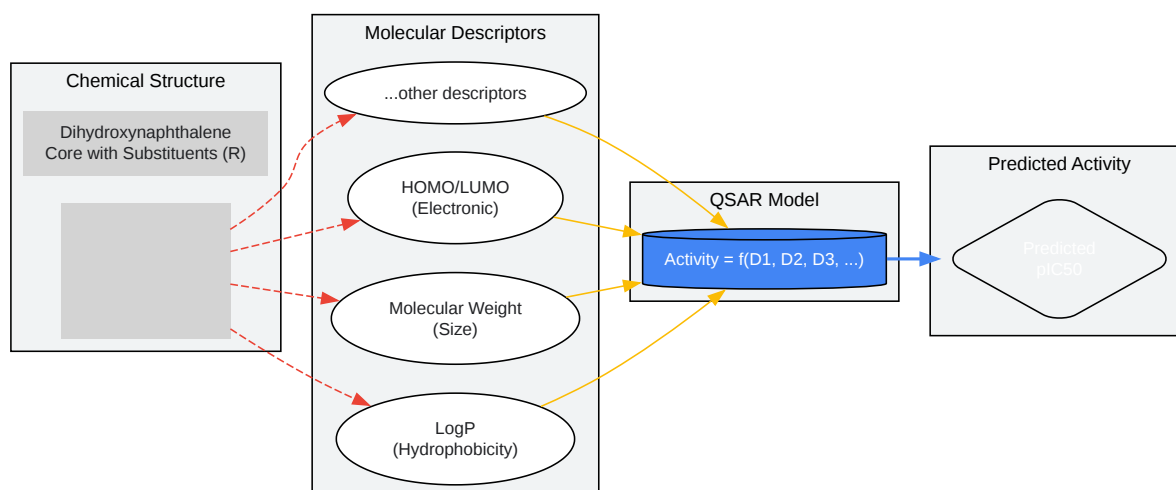 Chemical Structure
Dihydroxynaphthalene
Core with Substituents (R)
Molecular Descriptors
...other descriptors
HOMO/LUMO
(Electronic)
Molecular Weight
(Size)
LogP
(Hydrophobicity)
QSAR Model
Activity = f(D1, D2, D3, ...)
Predicted Activity
Predicted
pIC50